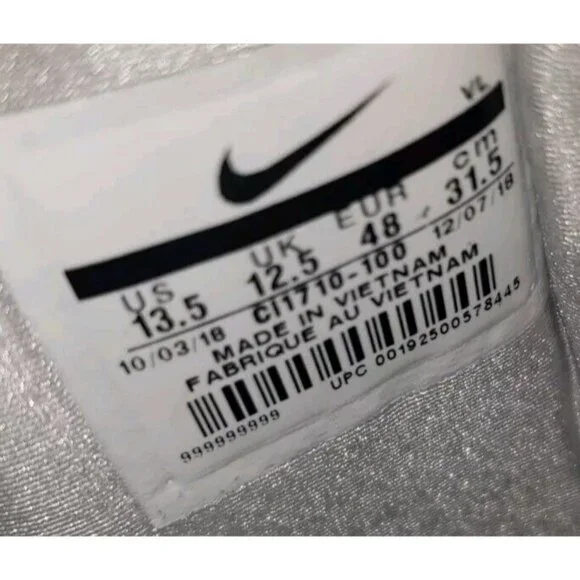 VL
US UK EUR cm
13.5 12.5 48 31.5
10/03/18 CI1710-100 12/07/18
MADE IN VIETNAM
FABRIQUE AU VIETNAM
UPC 00192500578445
999999999